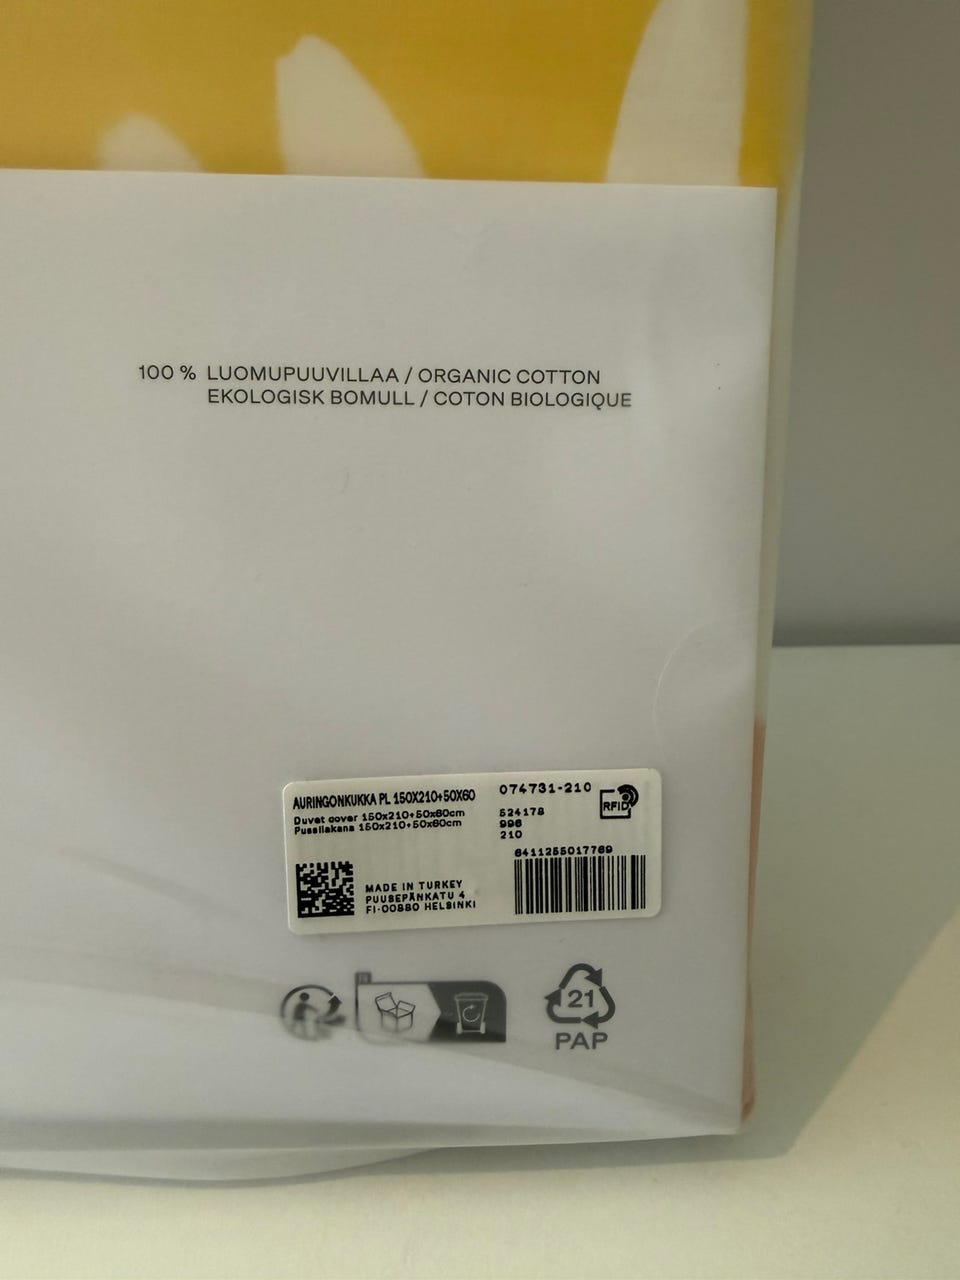 100 % LUOMUPUUVILLAA / ORGANIC COTTON
EKOLOGISK BOMULL / COTON BIOLOGIQUE
AURINGONKUKKA PL 150X210+50X60
Duvet cover 150x210+50x60cm
Pussilakana 150x210+50x60cm
074731-210
524178
996
210
RFID
6411255017769
MADE IN TURKEY
PUUSEPÄNKATU 4
FI-00880 HELSINKI
21
PAP